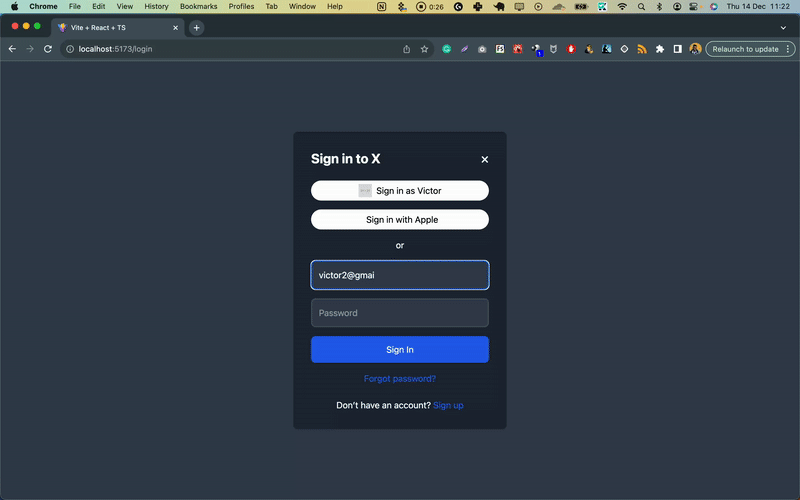 Chrome File Edit View History Bookmarks Profiles Tab Window Help 0:26 Thu 14 Dec 11:22
Vite + React + TS
localhost:5173/login Relaunch to update
Sign in to X
Sign in as Victor
Sign in with Apple
or
victor2@gmai
Password
Sign In
Forgot password?
Don't have an account? Sign up